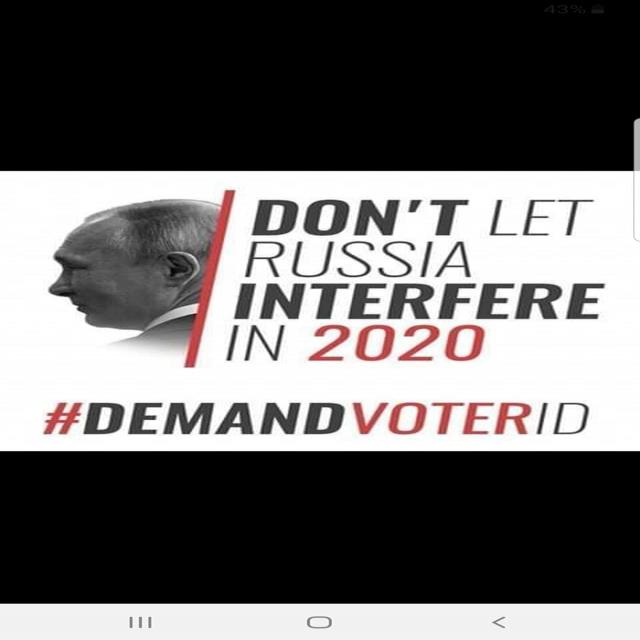 43%
DON'T LET
RUSSIA
INTERFERE
IN 2020
#DEMANDVOTERID